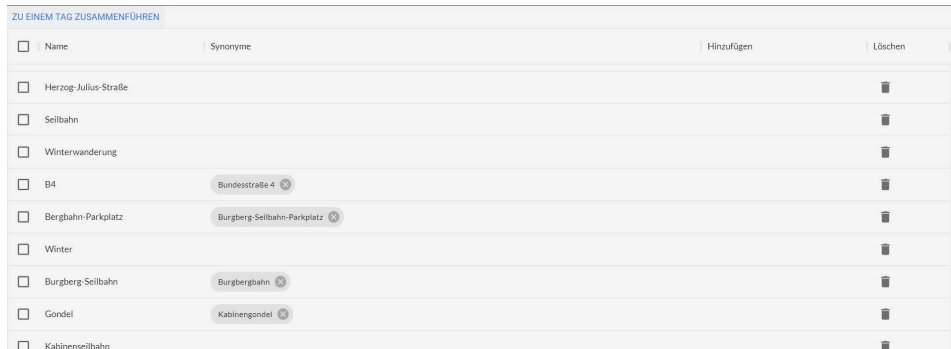 ZU EINEM TAG ZUSAMMENFÜHREN
Name Synonyme Hinzufügen Löschen
Herzog-Julius-Straße
Seilbahn
Winterwanderung
B4 Bundesstraße 4
Bergbahn-Parkplatz Burgberg-Seilbahn-Parkplatz
Winter
Burgberg-Seilbahn Burgbergbahn
Gondel Kabinengondel
Kabinenseilbahn